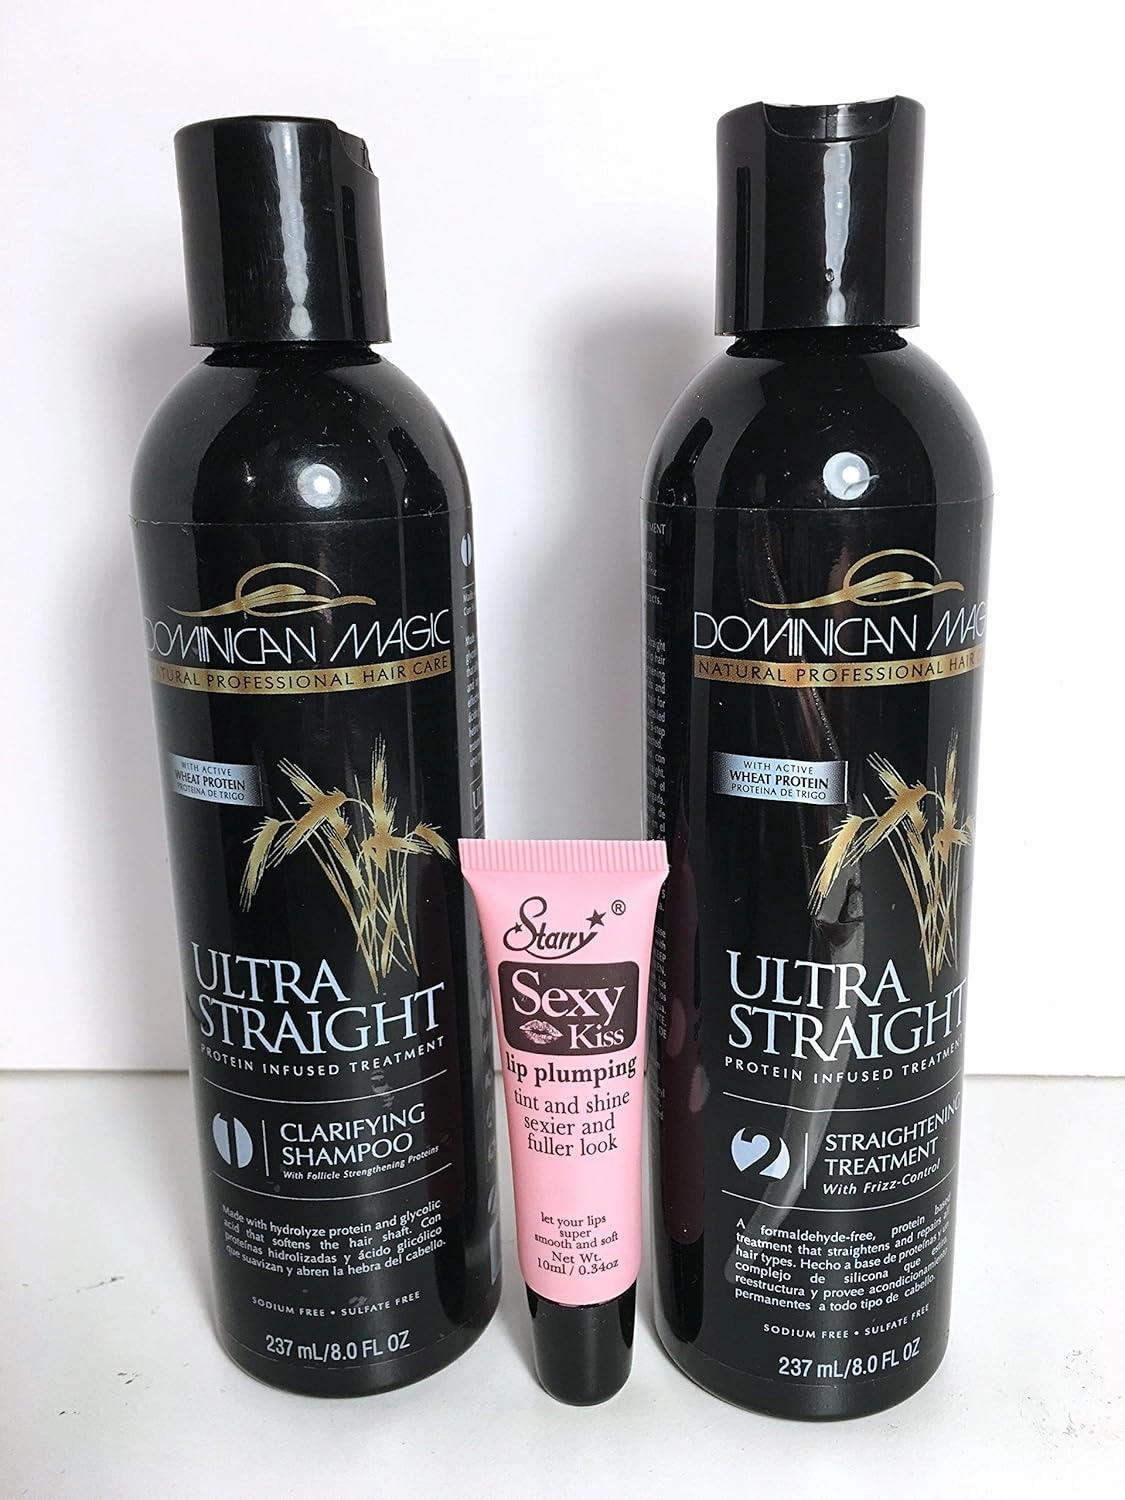 DOMINICAN MAGIC
NATURAL PROFESSIONAL HAIR CARE
WITH ACTIVE
WHEAT PROTEIN
PROTEINA DE TRIGO
ULTRA
STRAIGHT
PROTEIN INFUSED TREATMENT
1
CLARIFYING
SHAMPOO
With Follicle Strengthening Proteins
Made with hydrolyze protein and glycolic
acid that softens the hair shaft. Con
proteínas hidrolizadas y ácido glicólico
que suavizan y abren la hebra del cabello.
SODIUM FREE • SULFATE FREE
237 mL/8.0 FL OZ
Starry®
Sexy
Kiss
lip plumping
tint and shine
sexier and
fuller look
let your lips
super
smooth and soft
Net Wt.
10ml / 0.34oz
DOMINICAN MAG
NATURAL PROFESSIONAL HAIR
WITH ACTIVE
WHEAT PROTEIN
PROTEINA DE TRIGO
ULTRA
STRAIGHT
PROTEIN INFUSED TREATMEN
2
STRAIGHTENING
TREATMENT
With Frizz-Control
A formaldehyde-free, protein based
treatment that straightens and repairs all
hair types. Hecho a base de proteínas y un
complejo de silicona que estira,
reestructura y provee acondicionamiento
permanentes a todo tipo de cabello.
SODIUM FREE • SULFATE FREE
237 mL/8.0 FL OZ